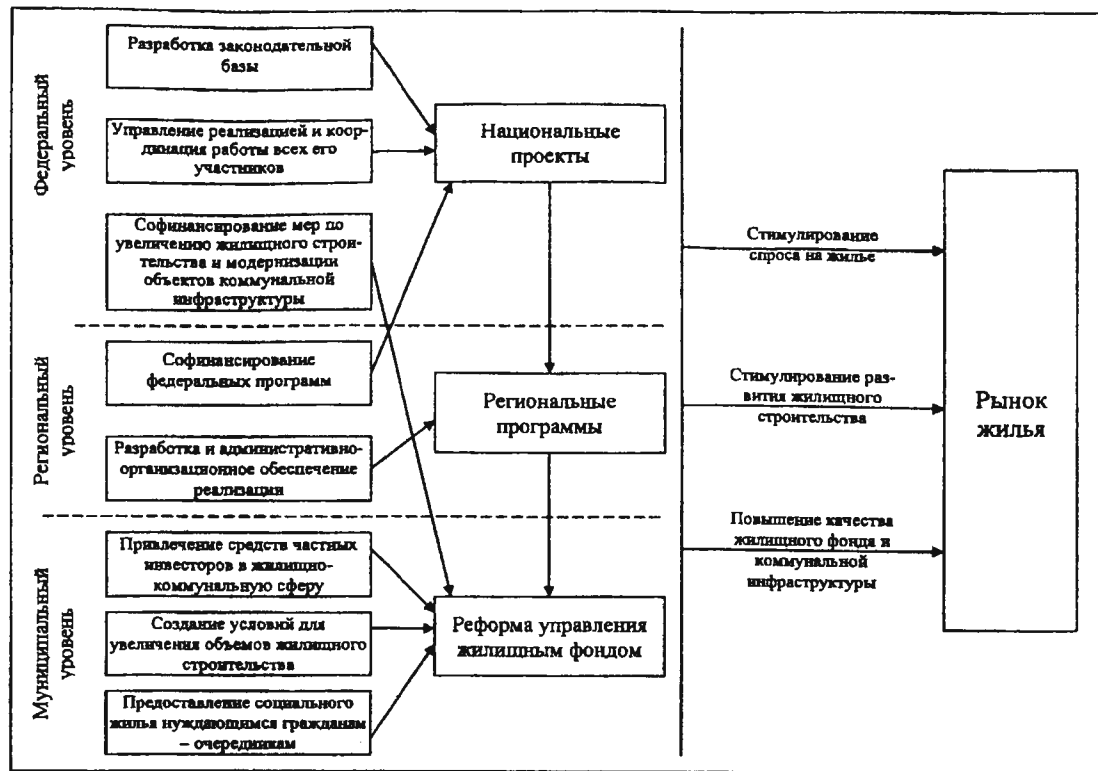 Федеральный
уровень
Разработка законодательной
базы
Управление реализацией и коор-
динация работы всех его
участников
Софинансирование мер по
увеличению жилищного строи-
тельства и модернизации
объектов коммунальной
инфраструктуры
Национальные
проекты
Региональный
уровень
Софинансирование
федеральных программ
Разработка и административно-
организационное обеспечение
реализации
Региональные
программы
Муниципальный
уровень
Привлечение средств частных
инвесторов в жилищно-
коммунальную сферу
Создание условий для
увеличения объемов жилищного
строительства
Предоставление социального
жилья нуждающимся гражданам
– очередникам
Реформа управления
жилищным фондом
Стимулирование
спроса на жилье
Стимулирование раз-
вития жилищного
строительства
Повышение качества
жилищного фонда и
коммунальной
инфраструктуры
Рынок
жилья